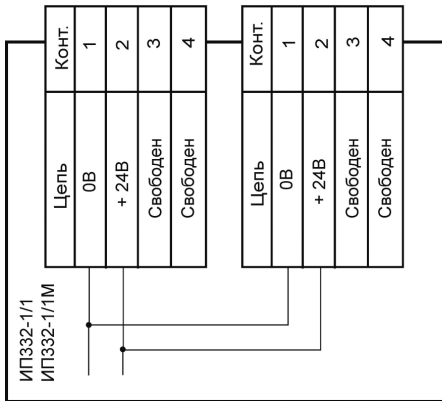 ИП332-1/1
ИП332-1/1М
Конт. 1 2 3 4
Цепь 0В + 24В Свободен Свободен
Конт. 1 2 3 4
Цепь 0В + 24В Свободен Свободен